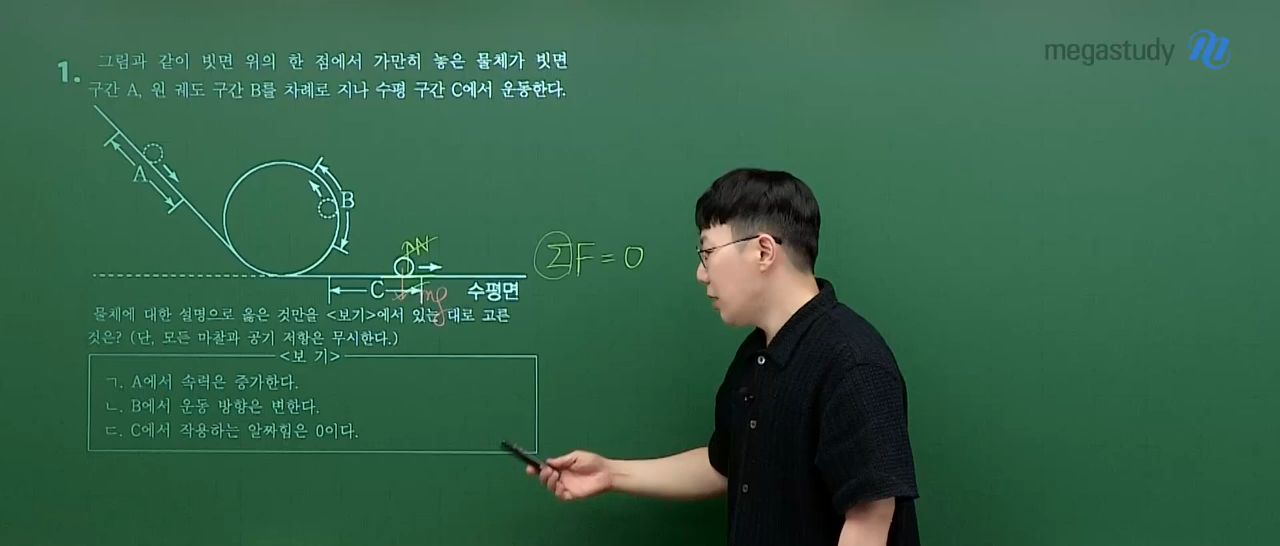 megastudy
1. 그림과 같이 빗면 위의 한 점에서 가만히 놓은 물체가 빗면
구간 A, 원 궤도 구간 B를 차례로 지나 수평 구간 C에서 운동한다.
A
B
N
ΣF = 0
C
mg
수평면
물체에 대한 설명으로 옳은 것만을 <보기>에서 있는 대로 고른
것은? (단, 모든 마찰과 공기 저항은 무시한다.)
<보 기>
ㄱ. A에서 속력은 증가한다.
ㄴ. B에서 운동 방향은 변한다.
ㄷ. C에서 작용하는 알짜힘은 0이다.